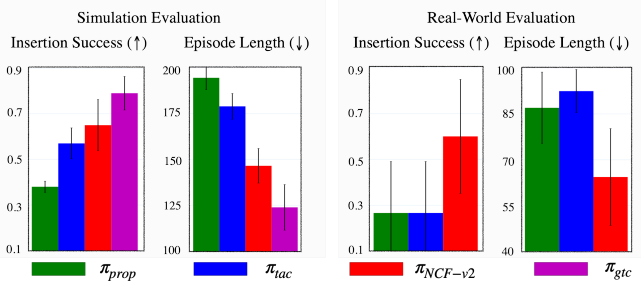 Simulation Evaluation
Real-World Evaluation
Insertion Success (↑)
Episode Length (↓)
Insertion Success (↑)
Episode Length (↓)
0.9
0.7
0.5
0.3
0.1
200
175
150
125
100
0.9
0.7
0.5
0.3
0.1
100
85
70
55
40
π_prop
π_tac
π_NCF−v2
π_gtc